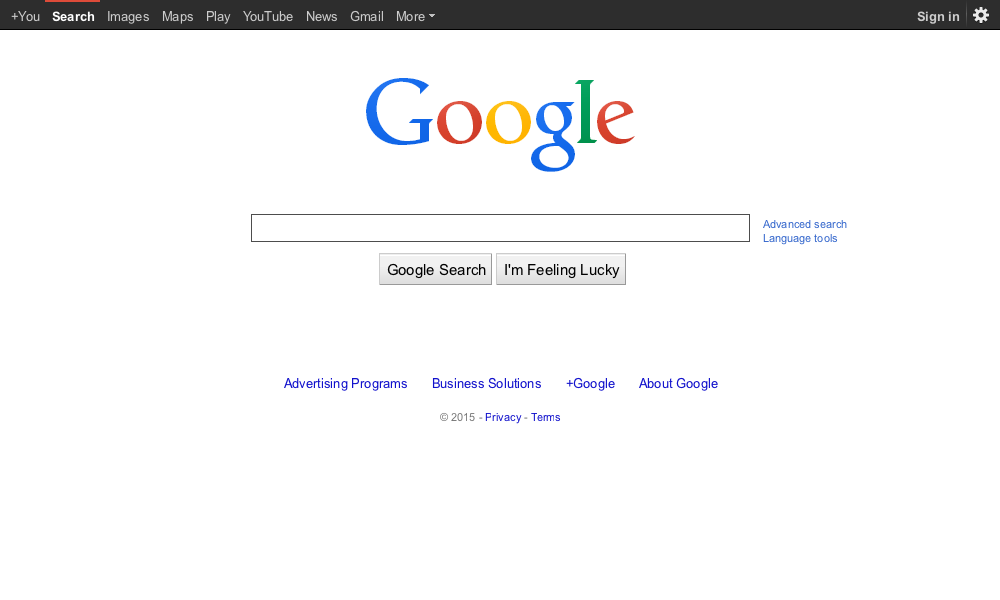 +You Search Images Maps Play YouTube News Gmail More Sign in
Google
Advanced search
Language tools
Google Search I'm Feeling Lucky
Advertising Programs Business Solutions +Google About Google
© 2015 - Privacy - Terms